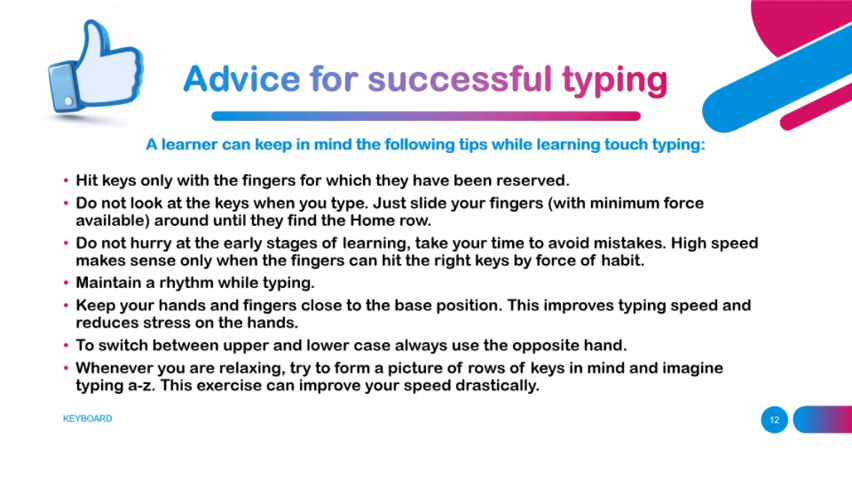 Advice for successful typing
A learner can keep in mind the following tips while learning touch typing:
• Hit keys only with the fingers for which they have been reserved.
• Do not look at the keys when you type. Just slide your fingers (with minimum force
available) around until they find the Home row.
• Do not hurry at the early stages of learning, take your time to avoid mistakes. High speed
makes sense only when the fingers can hit the right keys by force of habit.
• Maintain a rhythm while typing.
• Keep your hands and fingers close to the base position. This improves typing speed and
reduces stress on the hands.
• To switch between upper and lower case always use the opposite hand.
• Whenever you are relaxing, try to form a picture of rows of keys in mind and imagine
typing a-z. This exercise can improve your speed drastically.
KEYBOARD
12